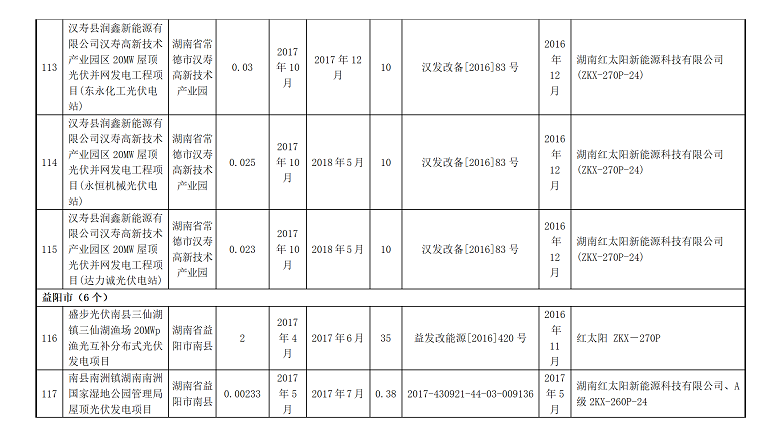 113
汉寿县润鑫新能源有
限公司汉寿高新技术
产业园区 20MW 屋顶
光伏并网发电工程项
目(东永化工光伏电
站)
湖南省常
德市汉寿
高新技术
产业园
0.03
2017
年 10
月
2017 年 12
月
10
汉发改备[2016]83 号
2016
年
12
月
湖南红太阳新能源科技有限公司
(ZKX-270P-24)
114
汉寿县润鑫新能源有
限公司汉寿高新技术
产业园区 20MW 屋顶
光伏并网发电工程项
目(永恒机械光伏电
站)
湖南省常
德市汉寿
高新技术
产业园
0.025
2017
年 10
月
2018 年 5 月
10
汉发改备[2016]83 号
2016
年
12
月
湖南红太阳新能源科技有限公司
(ZKX-270P-24)
115
汉寿县润鑫新能源有
限公司汉寿高新技术
产业园区 20MW 屋顶
光伏并网发电工程项
目(达力诚光伏电站)
湖南省常
德市汉寿
高新技术
产业园
0.023
2017
年 10
月
2018 年 5 月
10
汉发改备[2016]83 号
2016
年
12
月
湖南红太阳新能源科技有限公司
(ZKX-270P-24)
益阳市（6 个）
116
盛步光伏南县三仙湖
镇三仙湖渔场 20MWp
渔光互补分布式光伏
发电项目
湖南省益
阳市南县
2
2017
年 4
月
2017 年 6 月
35
益发改能源[2016]420 号
2016
年
11
月
红太阳 ZKX－270P
117
南县南洲镇湖南南洲
国家湿地公园管理局
屋顶光伏发电项目
湖南省益
阳市南县
0.00233
2017
年 5
月
2017 年 7 月
0.38
2017-430921-44-03-009136
2017
年 5
月
湖南红太阳新能源科技有限公司、A
级 2KX-260P-24